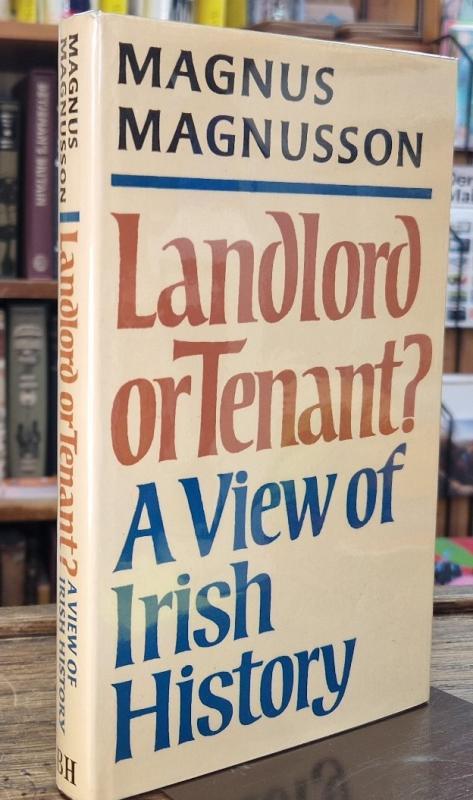 MAGNUS
MAGNUSSON
Landlord
or Tenant?
A View of
Irish
History
MAGNUS
MAGNUSSON
Landlord or Tenant?
A VIEW OF
IRISH HISTORY
BH
BRITAIN